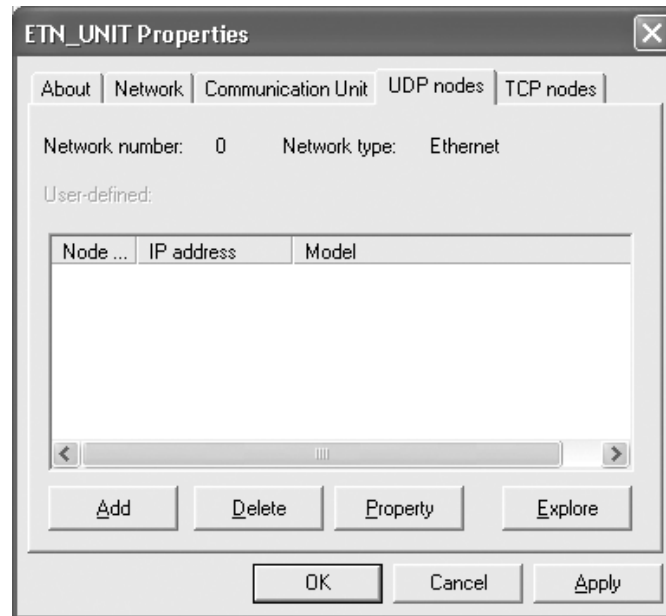 ETN_UNIT Properties
About Network Communication Unit UDP nodes TCP nodes
Network number: 0 Network type: Ethernet
User-defined:
Node ... IP address Model
Add Delete Property Explore
OK Cancel Apply